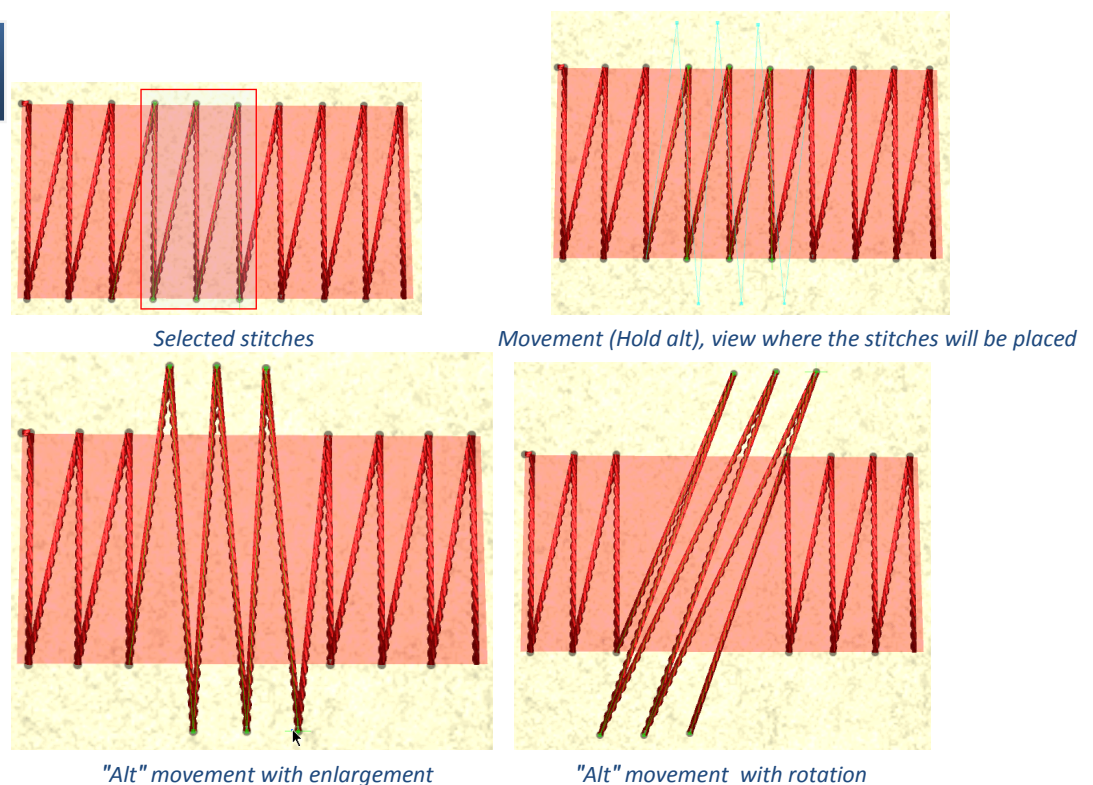 Selected stitches
Movement (Hold alt), view where the stitches will be placed
"Alt" movement with enlargement
"Alt" movement with rotation